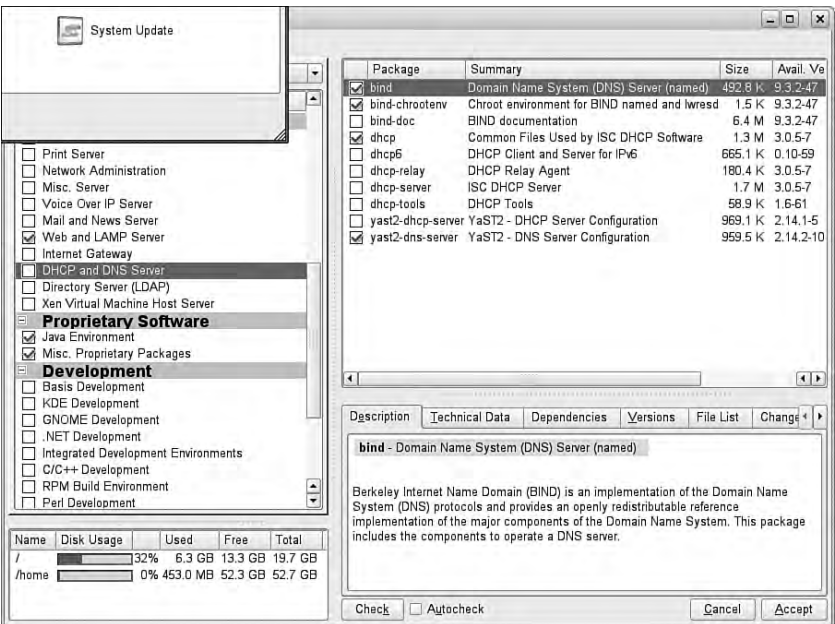 System Update
Print Server
Network Administration
Misc. Server
Voice Over IP Server
Mail and News Server
Web and LAMP Server
Internet Gateway
DHCP and DNS Server
Directory Server (LDAP)
Xen Virtual Machine Host Server
Proprietary Software
Java Environment
Misc. Proprietary Packages
Development
Basis Development
KDE Development
GNOME Development
.NET Development
Integrated Development Environments
C/C++ Development
RPM Build Environment
Perl Development
Name Disk Usage Used Free Total
/ 32% 6.3 GB 13.3 GB 19.7 GB
/home 0% 453.0 MB 52.3 GB 52.7 GB
Package Summary Size Avail. Ve
bind Domain Name System (DNS) Server (named) 492.8 K 9.3.2-47
bind-chrootenv Chroot environment for BIND named and lwresd 1.5 K 9.3.2-47
bind-doc BIND documentation 6.4 M 9.3.2-47
dhcp Common Files Used by ISC DHCP Software 1.3 M 3.0.5-7
dhcp6 DHCP Client and Server for IPv6 665.1 K 0.10-59
dhcp-relay DHCP Relay Agent 180.4 K 3.0.5-7
dhcp-server ISC DHCP Server 1.7 M 3.0.5-7
dhcp-tools DHCP Tools 58.9 K 1.6-61
yast2-dhcp-server YaST2 - DHCP Server Configuration 969.1 K 2.14.1-5
yast2-dns-server YaST2 - DNS Server Configuration 959.5 K 2.14.2-10
Description Technical Data Dependencies Versions File List Change
bind - Domain Name System (DNS) Server (named)
Berkeley Internet Name Domain (BIND) is an implementation of the Domain Name
System (DNS) protocols and provides an openly redistributable reference
implementation of the major components of the Domain Name System. This package
includes the components to operate a DNS server.
Check Autocheck Cancel Accept